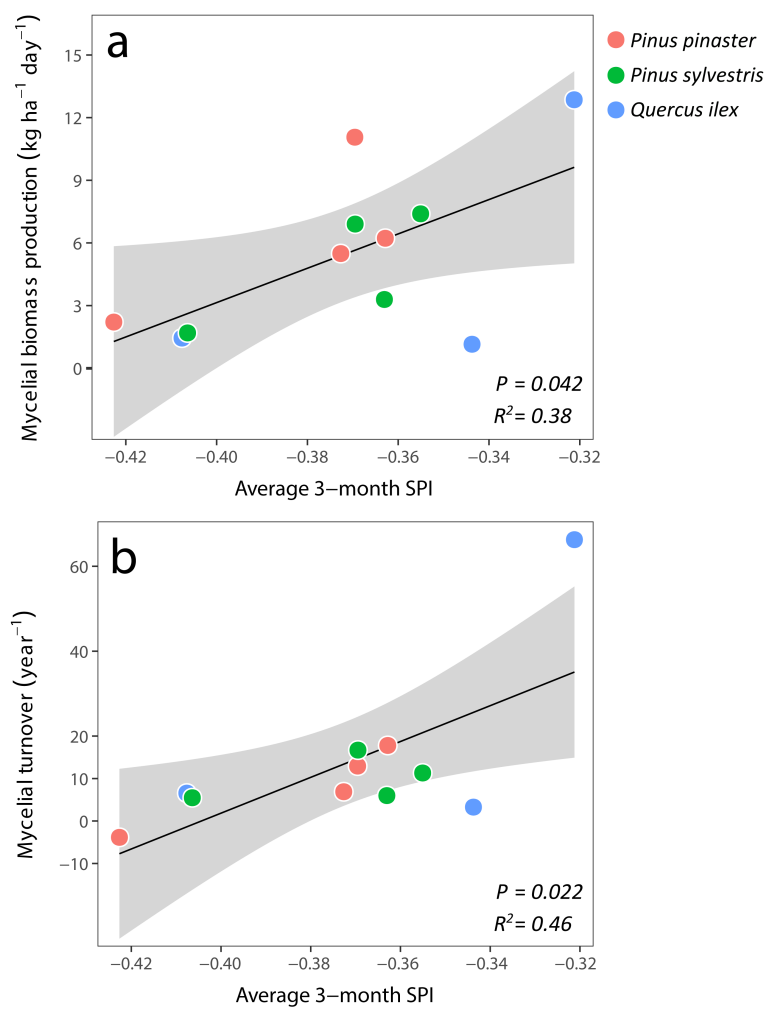 a
Pinus pinaster
Pinus sylvestris
Quercus ilex
Mycelial biomass production (kg ha⁻¹ day⁻¹)
15
12
9
6
3
0
P = 0.042
R²= 0.38
−0.42 −0.40 −0.38 −0.36 −0.34 −0.32
Average 3−month SPI
b
Mycelial turnover (year⁻¹)
60
40
20
10
0
−10
P = 0.022
R²= 0.46
−0.42 −0.40 −0.38 −0.36 −0.34 −0.32
Average 3−month SPI